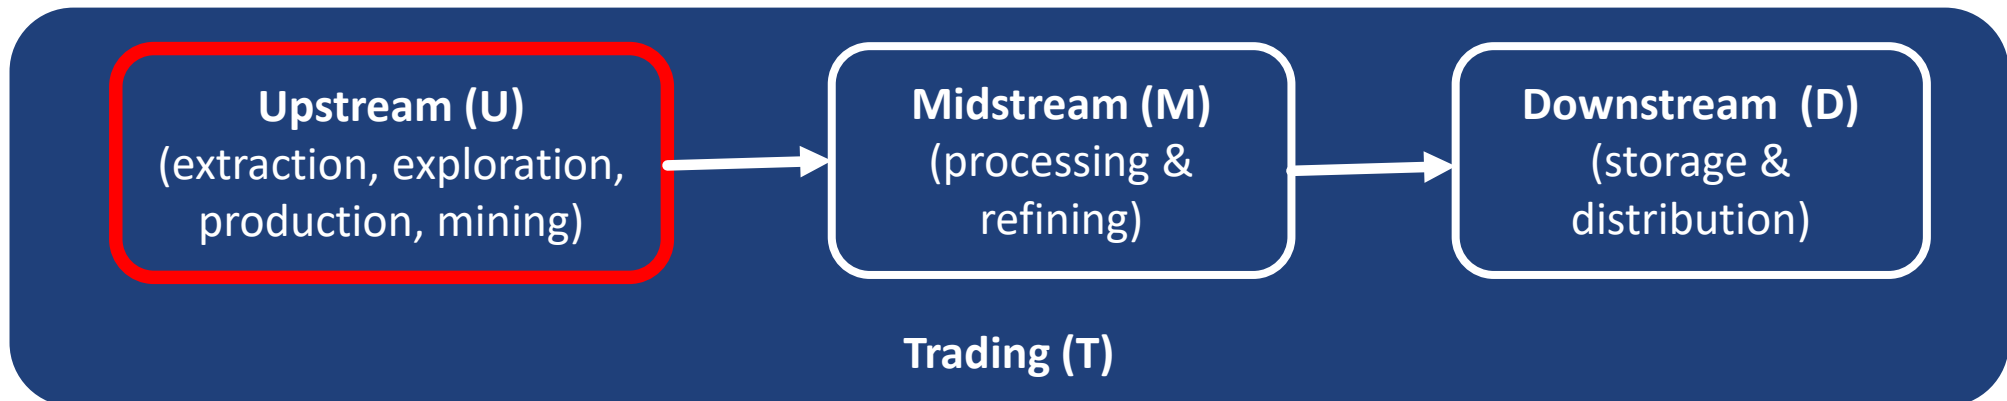 Upstream (U)
(extraction, exploration,
production, mining)
Midstream (M)
(processing &
refining)
Downstream  (D)
(storage &
distribution)
Trading (T)